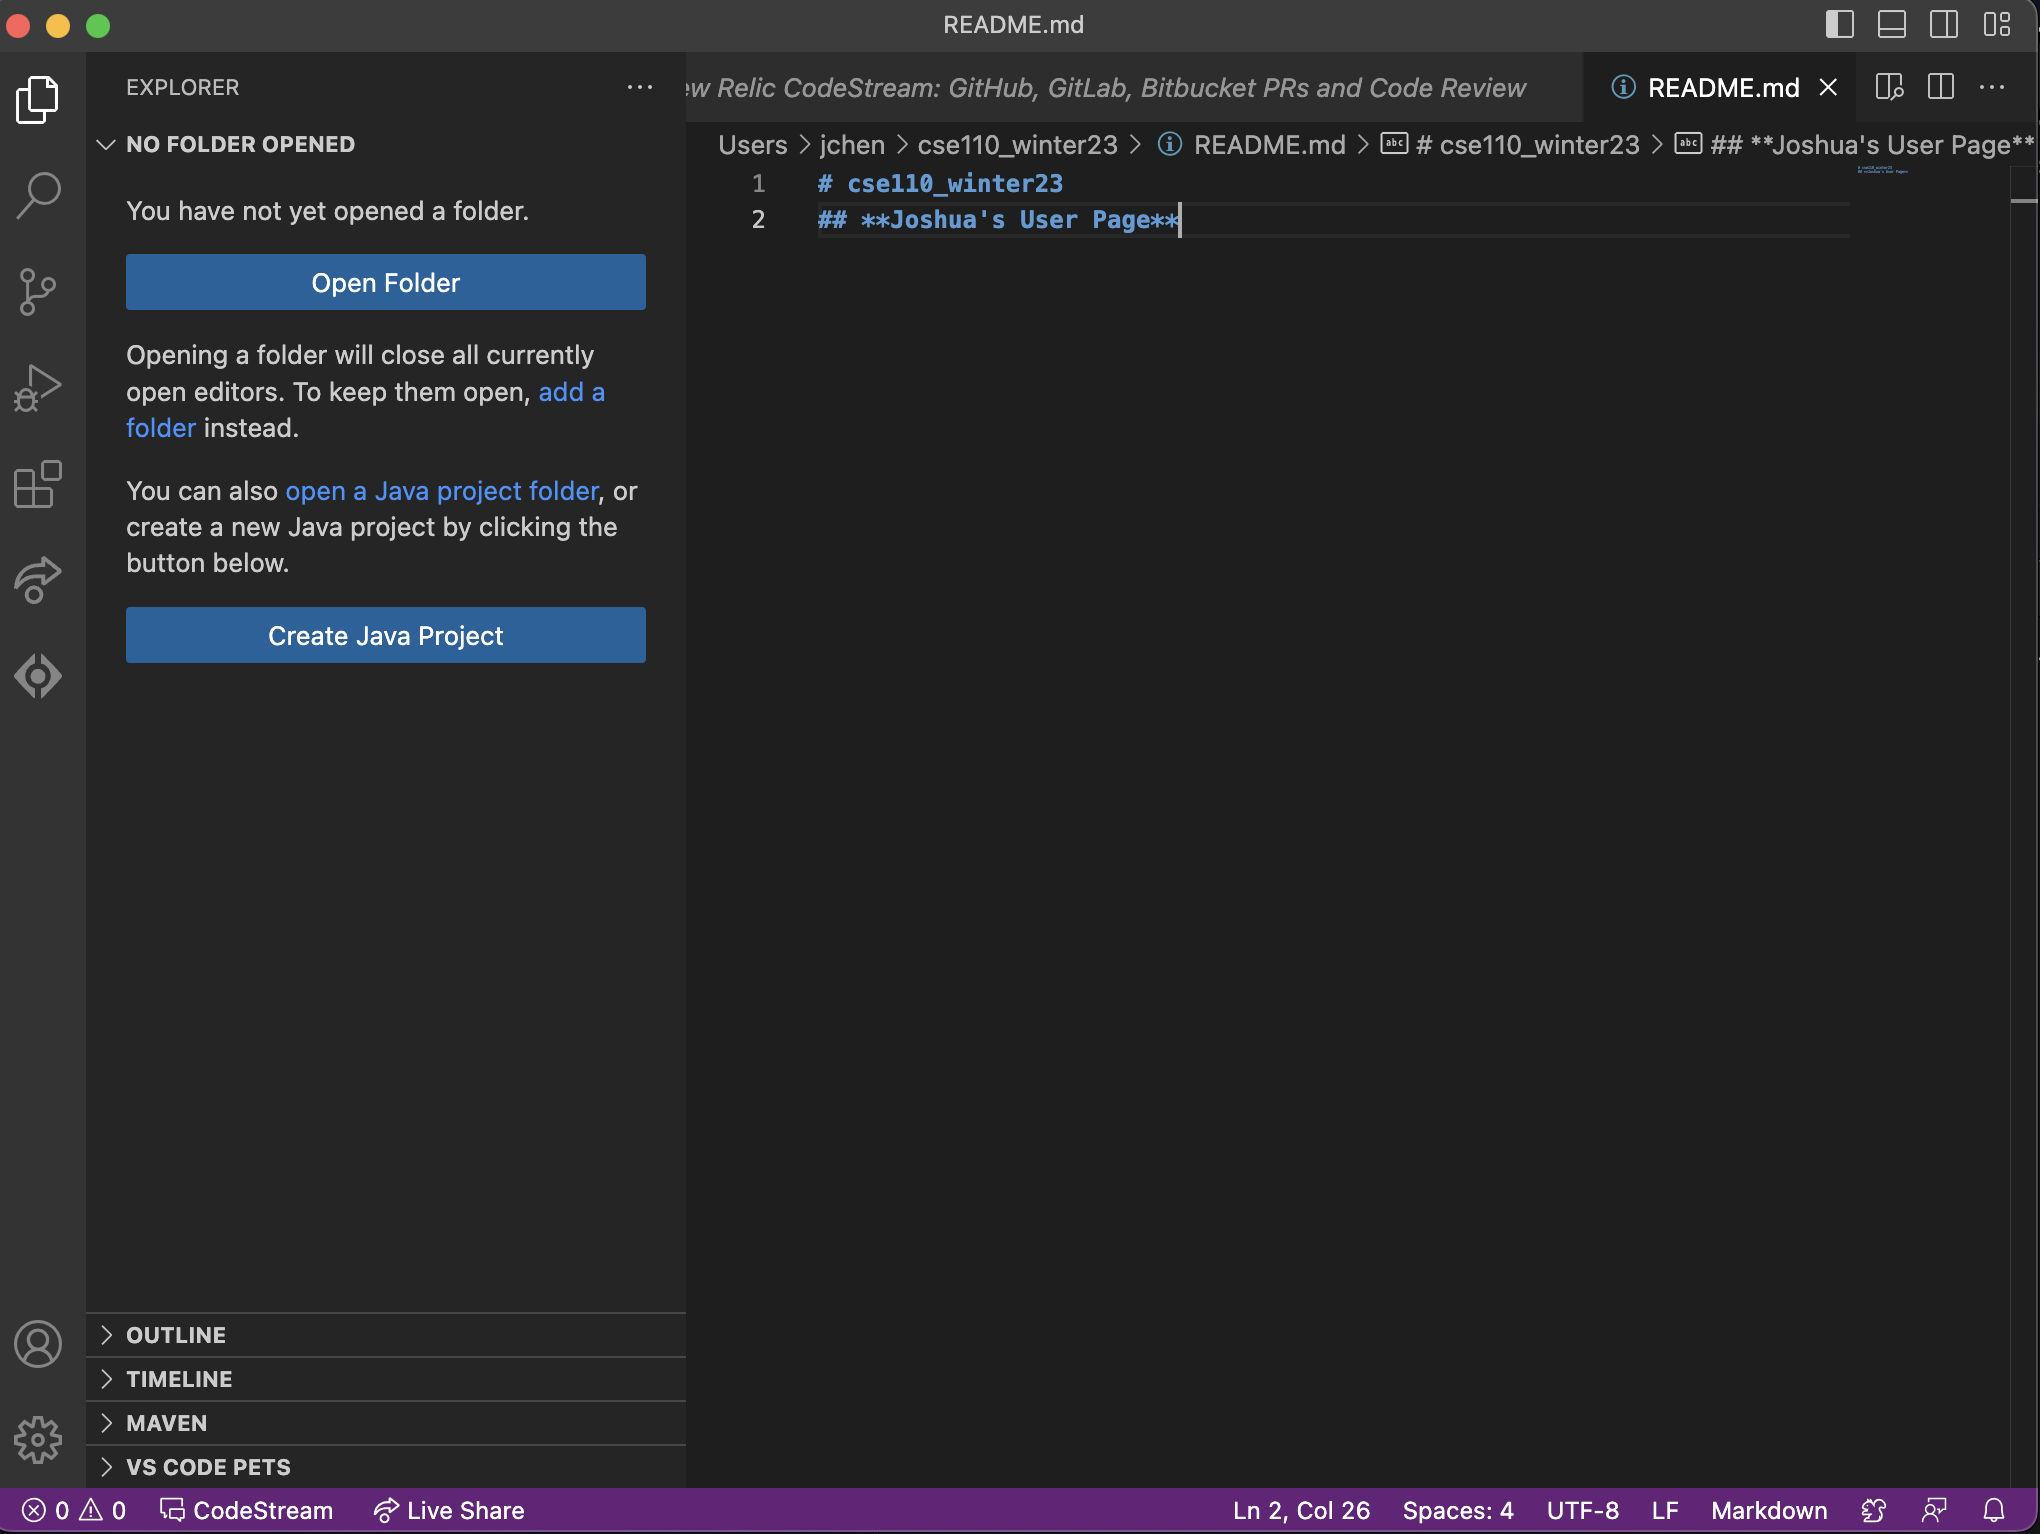 README.md
EXPLORER
NO FOLDER OPENED
You have not yet opened a folder.
Open Folder
Opening a folder will close all currently
open editors. To keep them open, add a
folder instead.
You can also open a Java project folder, or
create a new Java project by clicking the
button below.
Create Java Project
OUTLINE
TIMELINE
MAVEN
VS CODE PETS
ew Relic CodeStream: GitHub, GitLab, Bitbucket PRs and Code Review
README.md
Users > jchen > cse110_winter23 > README.md > abc # cse110_winter23 > abc ## **Joshua's User Page**
1 # cse110_winter23
2 ## **Joshua's User Page**
0 0 CodeStream Live Share Ln 2, Col 26 Spaces: 4 UTF-8 LF Markdown